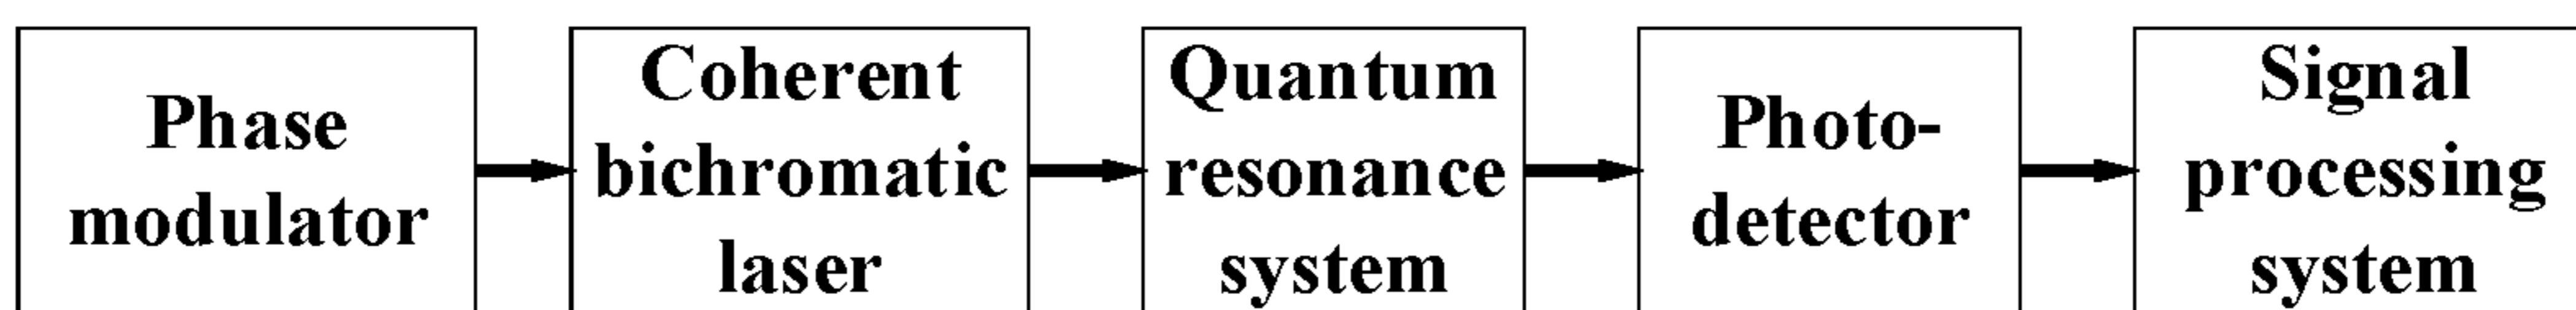 Phase
modulator
Coherent
bichromatic
laser
Quantum
resonance
system
Photo-
detector
Signal
processing
system